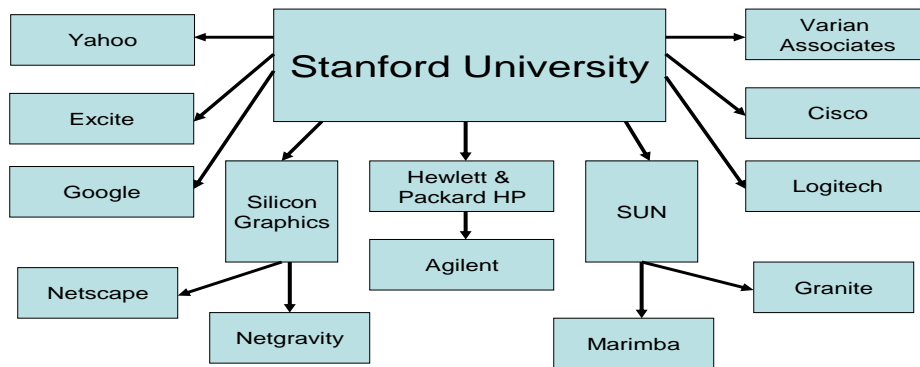 Stanford University
Yahoo
Varian
Associates
Excite
Cisco
Google
Silicon
Graphics
Hewlett &
Packard HP
SUN
Logitech
Agilent
Netscape
Netgravity
Marimba
Granite